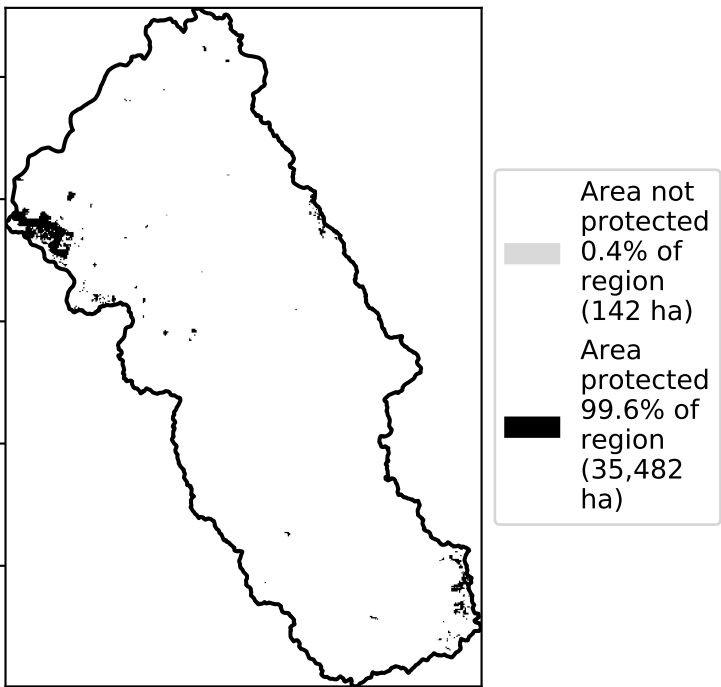 Area not
protected
0.4% of
region
(142 ha)
Area
protected
99.6% of
region
(35,482
ha)